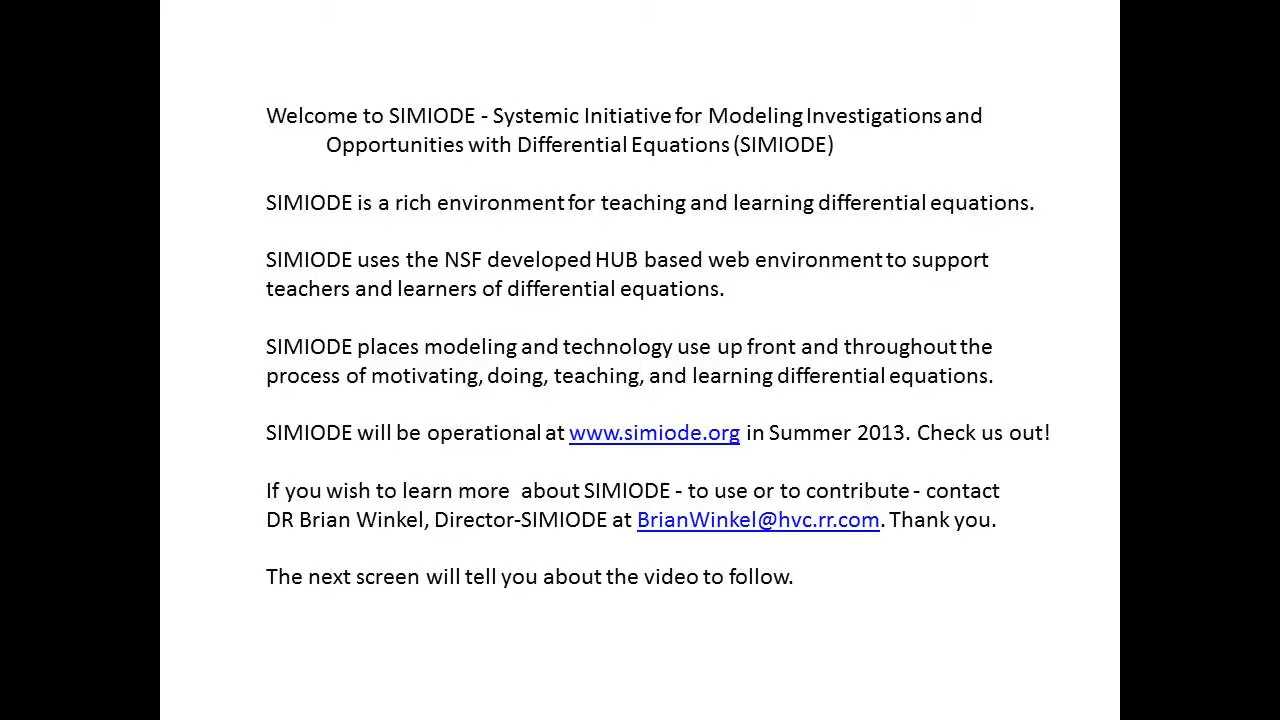 Welcome to SIMIODE - Systemic Initiative for Modeling Investigations and
Opportunities with Differential Equations (SIMIODE)
SIMIODE is a rich environment for teaching and learning differential equations.
SIMIODE uses the NSF developed HUB based web environment to support
teachers and learners of differential equations.
SIMIODE places modeling and technology use up front and throughout the
process of motivating, doing, teaching, and learning differential equations.
SIMIODE will be operational at www.simiode.org in Summer 2013. Check us out!
If you wish to learn more  about SIMIODE - to use or to contribute - contact
DR Brian Winkel, Director-SIMIODE at BrianWinkel@hvc.rr.com. Thank you.
The next screen will tell you about the video to follow.